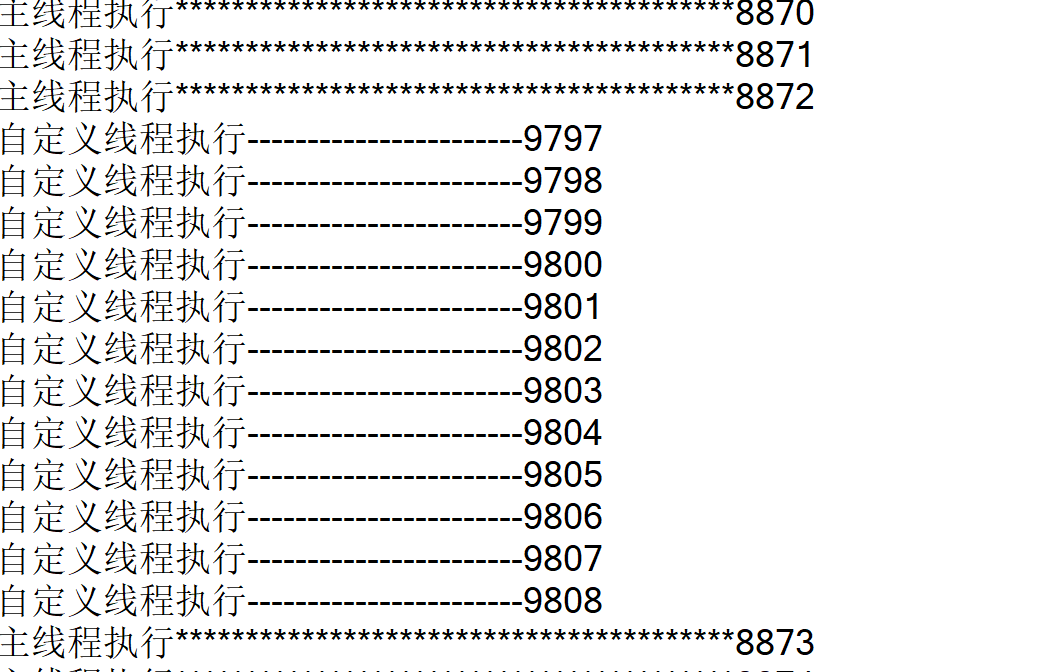 主线程执行****************************************8870
主线程执行****************************************8871
主线程执行****************************************8872
自定义线程执行-----------------------9797
自定义线程执行-----------------------9798
自定义线程执行-----------------------9799
自定义线程执行-----------------------9800
自定义线程执行-----------------------9801
自定义线程执行-----------------------9802
自定义线程执行-----------------------9803
自定义线程执行-----------------------9804
自定义线程执行-----------------------9805
自定义线程执行-----------------------9806
自定义线程执行-----------------------9807
自定义线程执行-----------------------9808
主线程执行****************************************8873